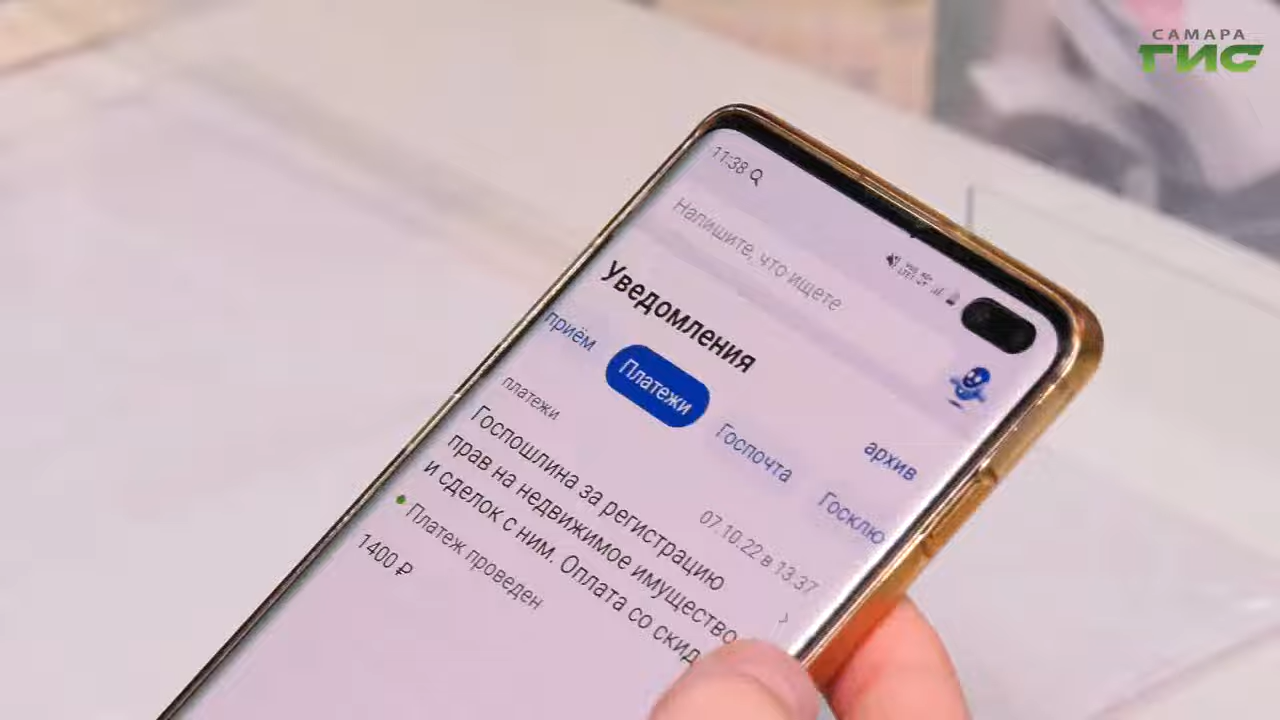 САМАРА
ГИС
11:38
Напишите, что ищете
Уведомления
приём Платежи Госпочта Госклю
платежи архив
07.10.22 в 13:37
Госпошлина за регистрацию
прав на недвижимое имущество
и сделок с ним. Оплата со скид
Платеж проведен
1400 ₽